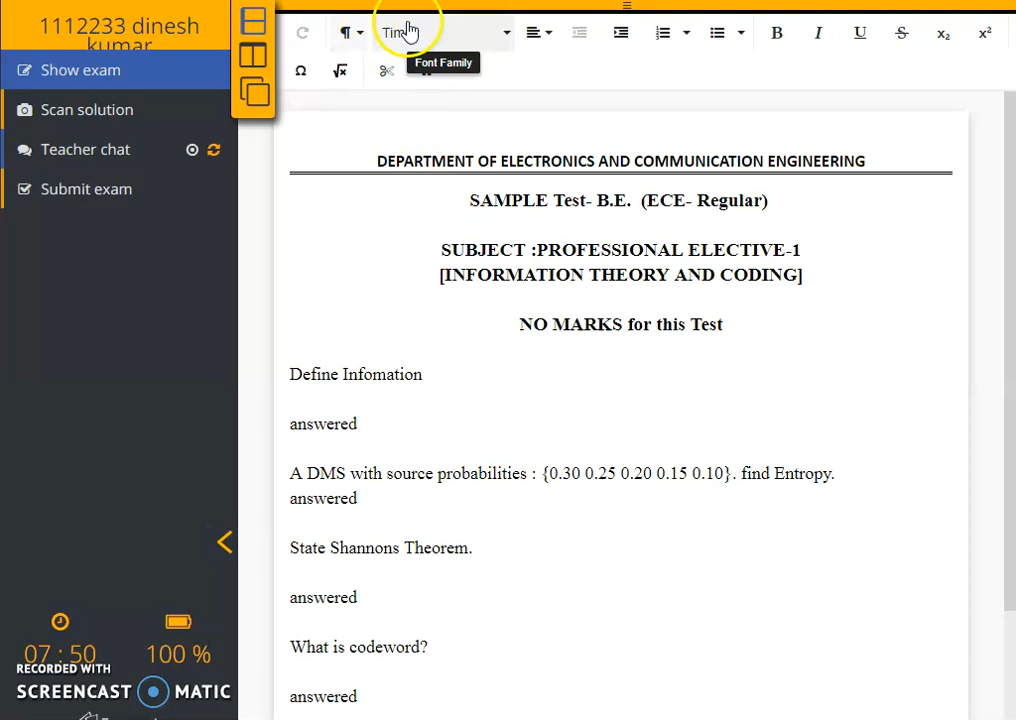 1112233 dinesh
kumar
Show exam
Scan solution
Teacher chat
Submit exam
07 : 50
100 %
RECORDED WITH
SCREENCAST MATIC
¶
Font Family
B I U S x₂ x²
Ω √x
DEPARTMENT OF ELECTRONICS AND COMMUNICATION ENGINEERING
SAMPLE Test- B.E. (ECE- Regular)
SUBJECT :PROFESSIONAL ELECTIVE-1
[INFORMATION THEORY AND CODING]
NO MARKS for this Test
Define Infomation
answered
A DMS with source probabilities : {0.30 0.25 0.20 0.15 0.10}. find Entropy.
answered
State Shannons Theorem.
answered
What is codeword?
answered